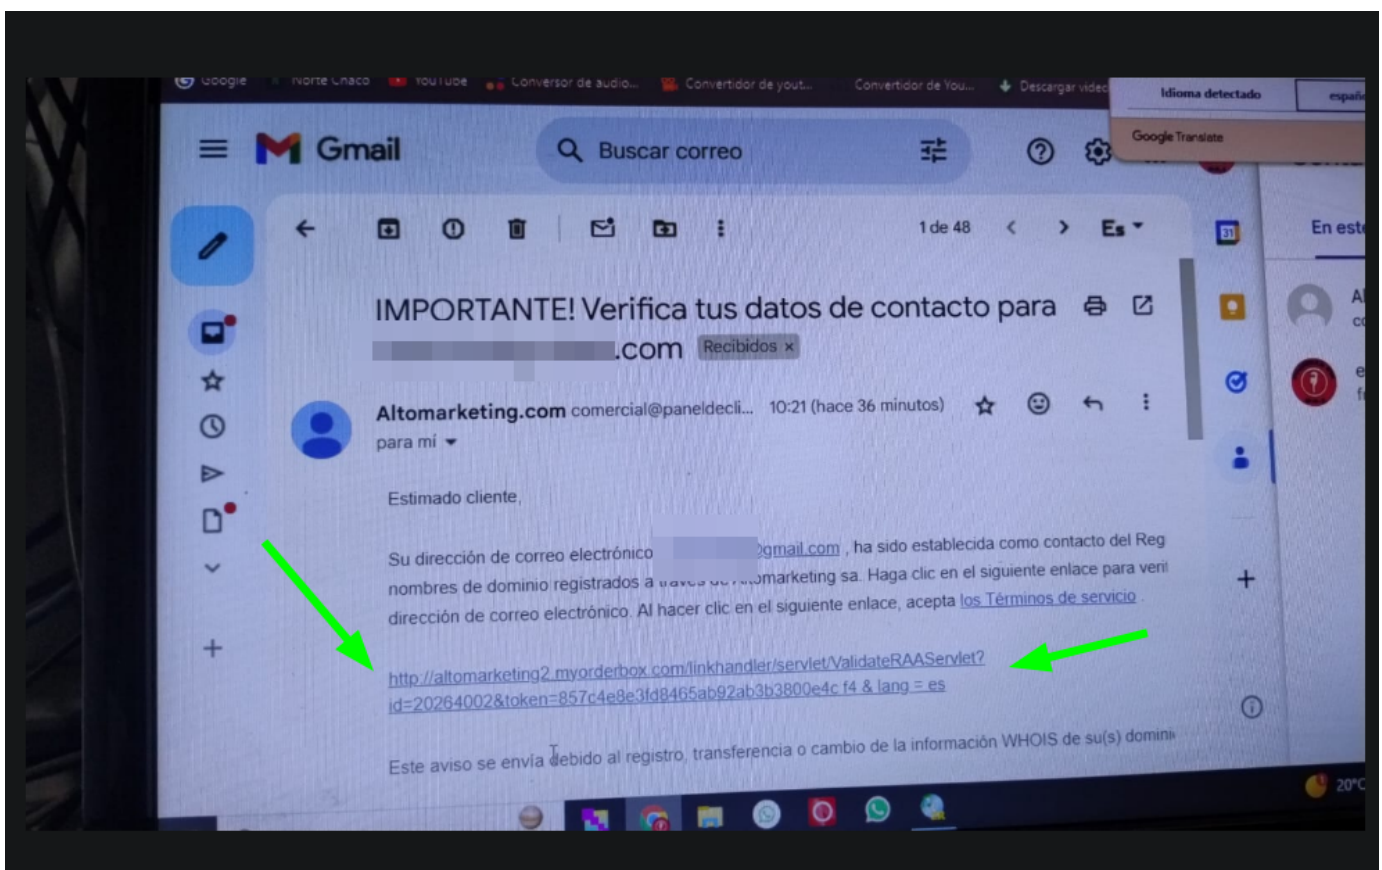 Google Norte Chaco YouTube Conversor de audio... Convertidor de yout... Convertidor de You... Descargar videc
Idioma detectado españ
Google Translate
Gmail
Buscar correo
1 de 48 Es
31
En este
IMPORTANTE! Verifica tus datos de contacto para
.com Recibidos ×
Altomarketing.com comercial@paneldecli... 10:21 (hace 36 minutos)
para mí
Estimado cliente,
Su dirección de correo electrónico @gmail.com , ha sido establecida como contacto del Reg
nombres de dominio registrados a marketing sa. Haga clic en el siguiente enlace para veri
dirección de correo electrónico. Al hacer clic en el siguiente enlace, acepta los Términos de servicio .
http://altomarketing2.myorderbox.com/linkhandler/servlet/ValidateRAAServlet?
id=20264002&token=857c4e8e3fd8465ab92ab3b3800e4c f4 & lang = es
Este aviso se envía debido al registro, transferencia o cambio de la información WHOIS de su(s) domini
20°C